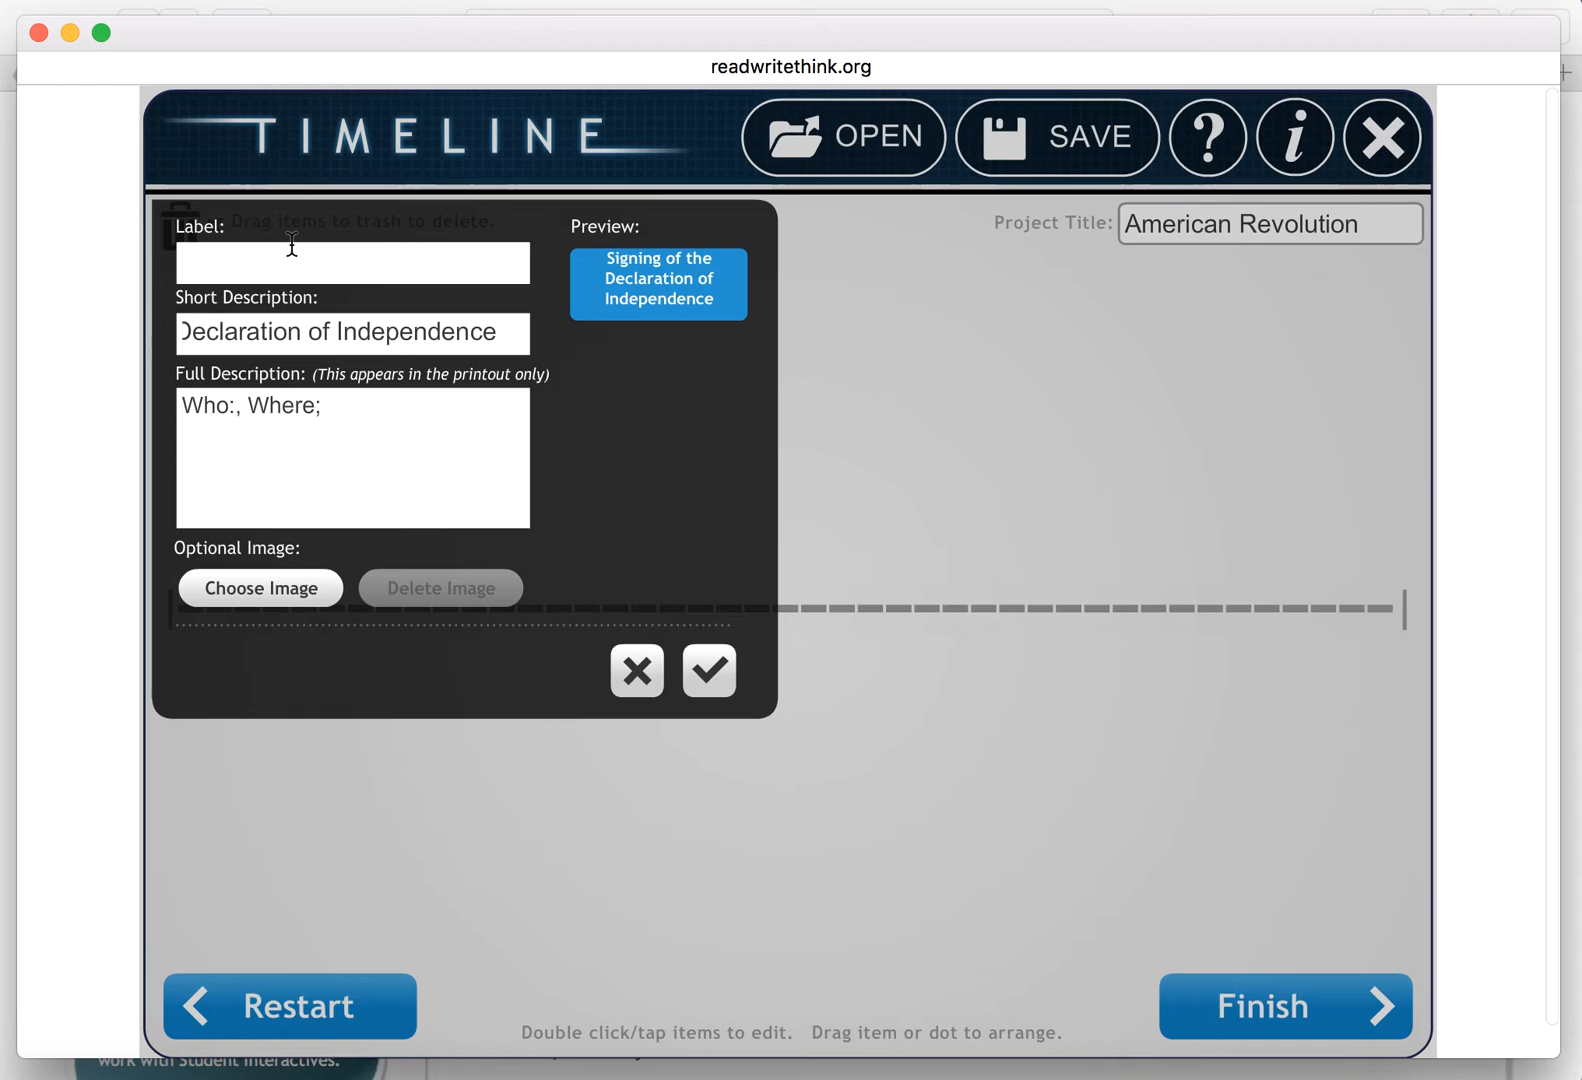 readwritethink.org
TIMELINE
OPEN
SAVE
?
i
Drag items to trash to delete.
Label:
Preview:
Project Title:
American Revolution
Signing of the
Declaration of
Independence
Short Description:
Declaration of Independence
Full Description: (This appears in the printout only)
Who:, Where;
Optional Image:
Choose Image
Delete Image
Restart
Finish
Double click/tap items to edit. Drag item or dot to arrange.
work with Student Interactives.